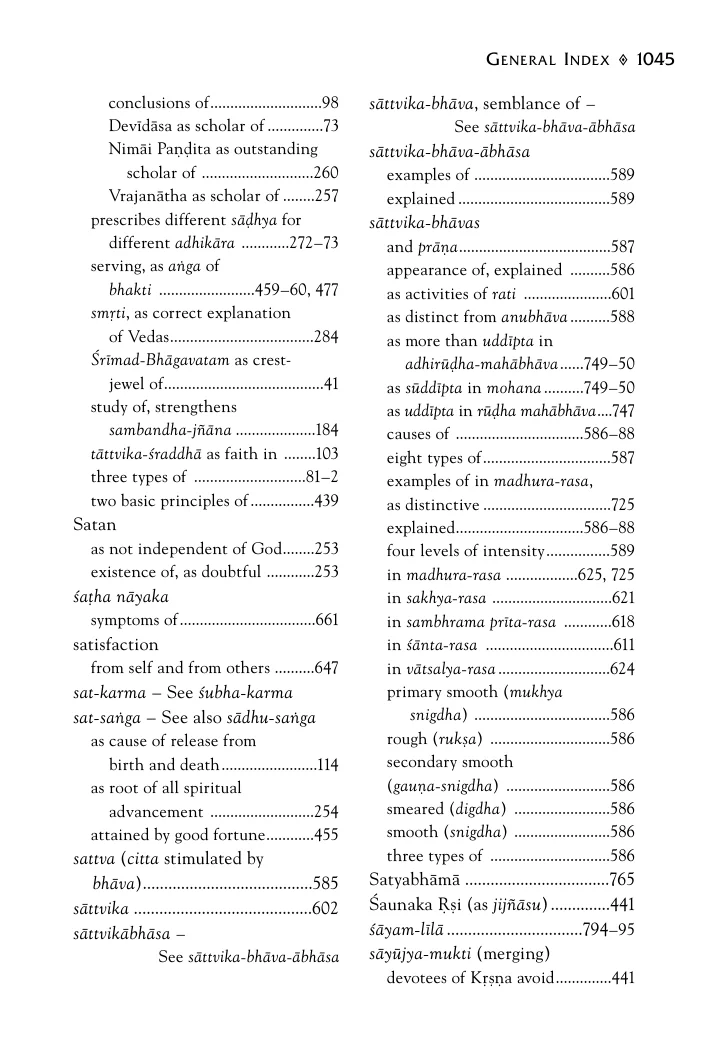 GENERAL INDEX ◊ 1045
conclusions of............................98
Devīdāsa as scholar of ..............73
Nimāi Paṇḍita as outstanding
scholar of ............................260
Vrajanātha as scholar of ........257
prescribes different sāḍhya for
different adhikāra ............272–73
serving, as aṅga of
bhakti ........................459–60, 477
smṛti, as correct explanation
of Vedas....................................284
Śrīmad-Bhāgavatam as crest-
jewel of........................................41
study of, strengthens
sambandha-jñāna ....................184
tāttvika-śraddhā as faith in ........103
three types of ............................81–2
two basic principles of................439
Satan
as not independent of God........253
existence of, as doubtful ............253
śaṭha nāyaka
symptoms of..................................661
satisfaction
from self and from others ..........647
sat-karma – See śubha-karma
sat-saṅga – See also sādhu-saṅga
as cause of release from
birth and death........................114
as root of all spiritual
advancement ..........................254
attained by good fortune............455
sattva (citta stimulated by
bhāva)........................................585
sāttvika ..........................................602
sāttvikābhāsa –
See sāttvika-bhāva-ābhāsa
sāttvika-bhāva, semblance of –
See sāttvika-bhāva-ābhāsa
sāttvika-bhāva-ābhāsa
examples of ..................................589
explained......................................589
sāttvika-bhāvas
and prāṇa......................................587
appearance of, explained ..........586
as activities of rati ......................601
as distinct from anubhāva..........588
as more than uddīpta in
adhirūḍha-mahābhāva......749–50
as sūddīpta in mohana..........749–50
as uddīpta in rūḍha mahābhāva....747
causes of ................................586–88
eight types of................................587
examples of in madhura-rasa,
as distinctive ................................725
explained................................586–88
four levels of intensity................589
in madhura-rasa ..................625, 725
in sakhya-rasa ..............................621
in sambhrama prīta-rasa ............618
in śānta-rasa ................................611
in vātsalya-rasa............................624
primary smooth (mukhya
snigdha) ..................................586
rough (rukṣa) ..............................586
secondary smooth
(gauṇa-snigdha) ..........................586
smeared (digdha) ........................586
smooth (snigdha) ........................586
three types of ..............................586
Satyabhāmā ..................................765
Śaunaka Ṛṣi (as jijñāsu)..............441
śāyam-līlā................................794–95
sāyūjya-mukti (merging)
devotees of Kṛṣṇa avoid..............441